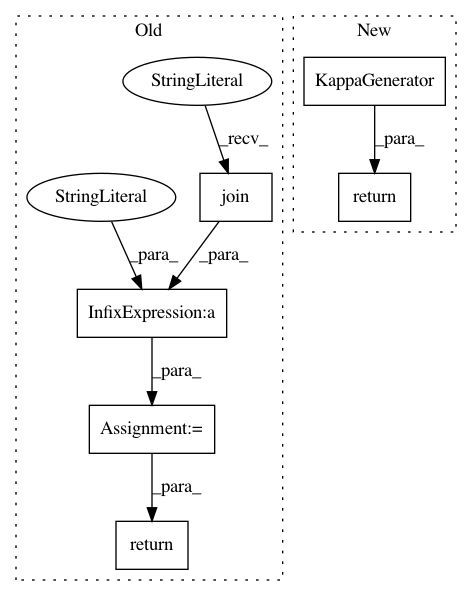 Old
New
StringLiteral
KappaGenerator
_recv_
_para_
StringLiteral
join
return
_para_
_para_
InfixExpression:a
_para_
Assignment:=
_para_
return